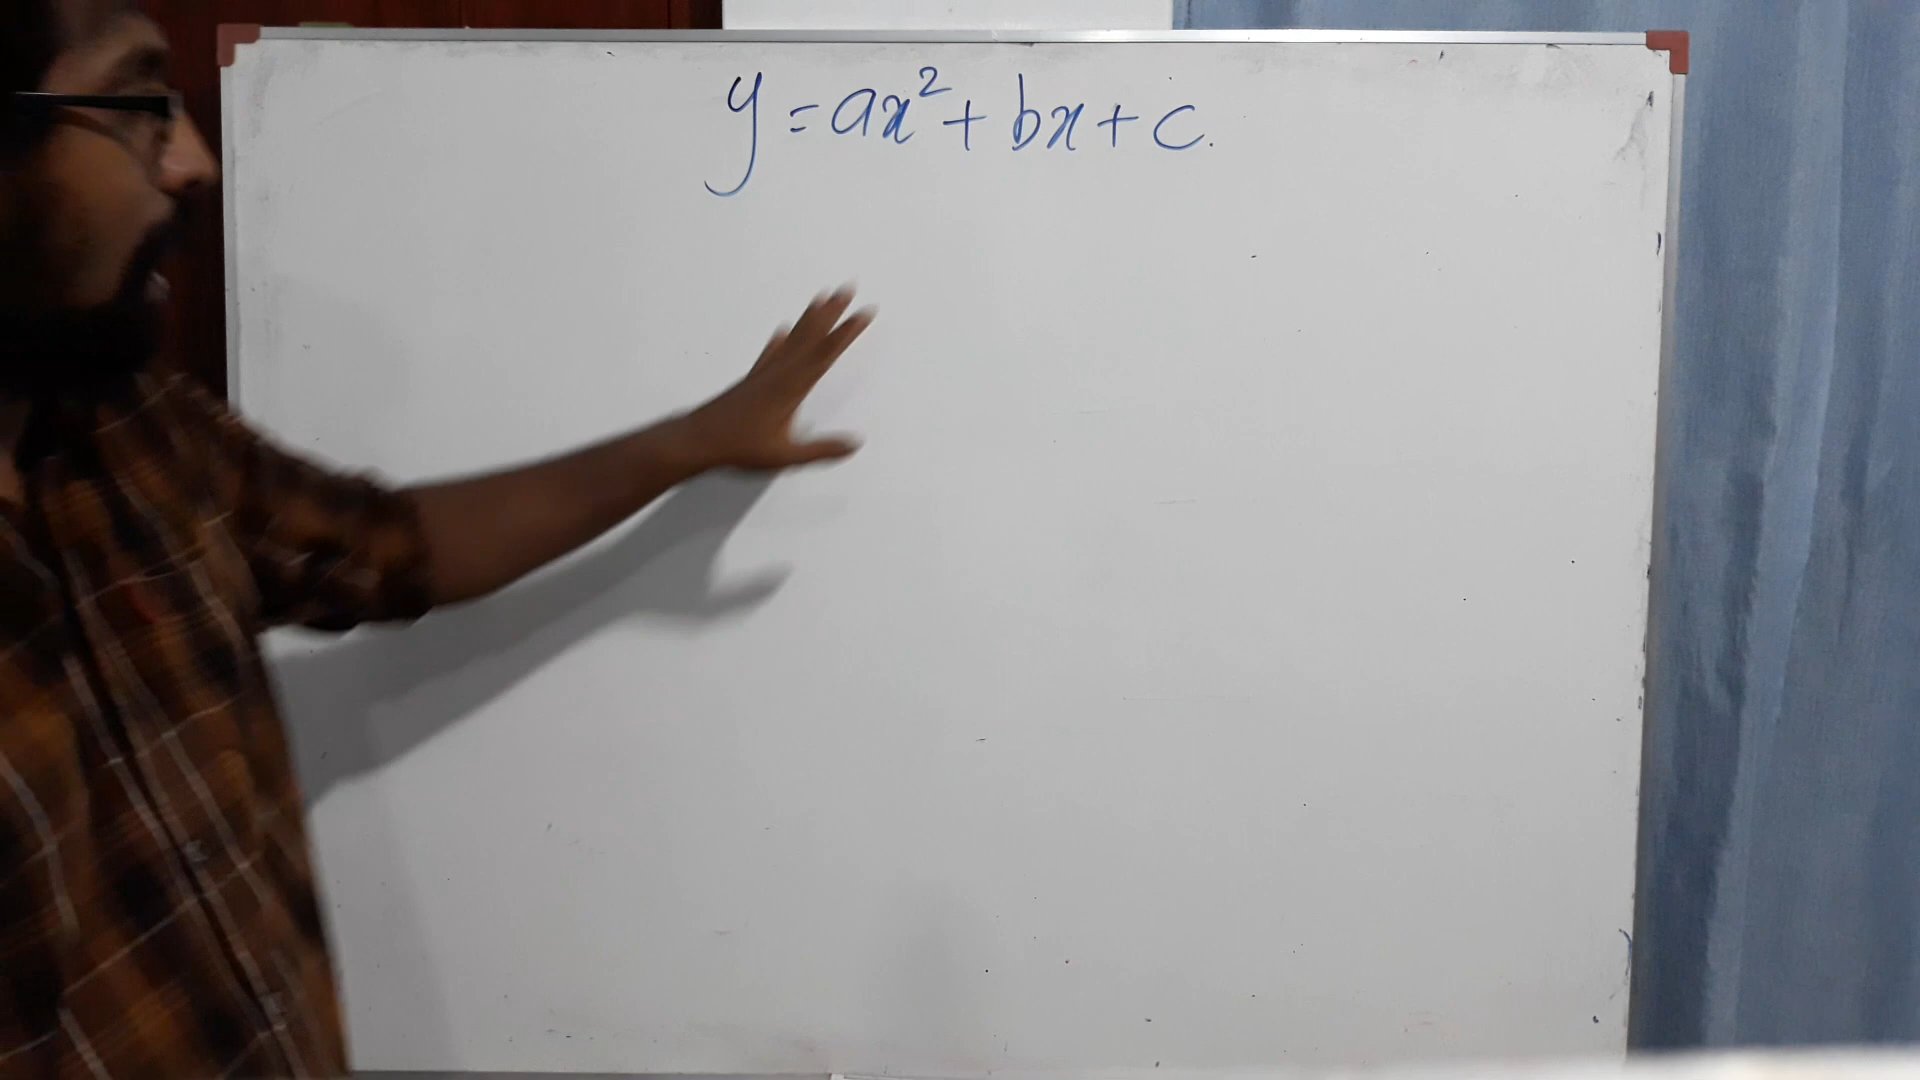 y = ax² + bx + c.